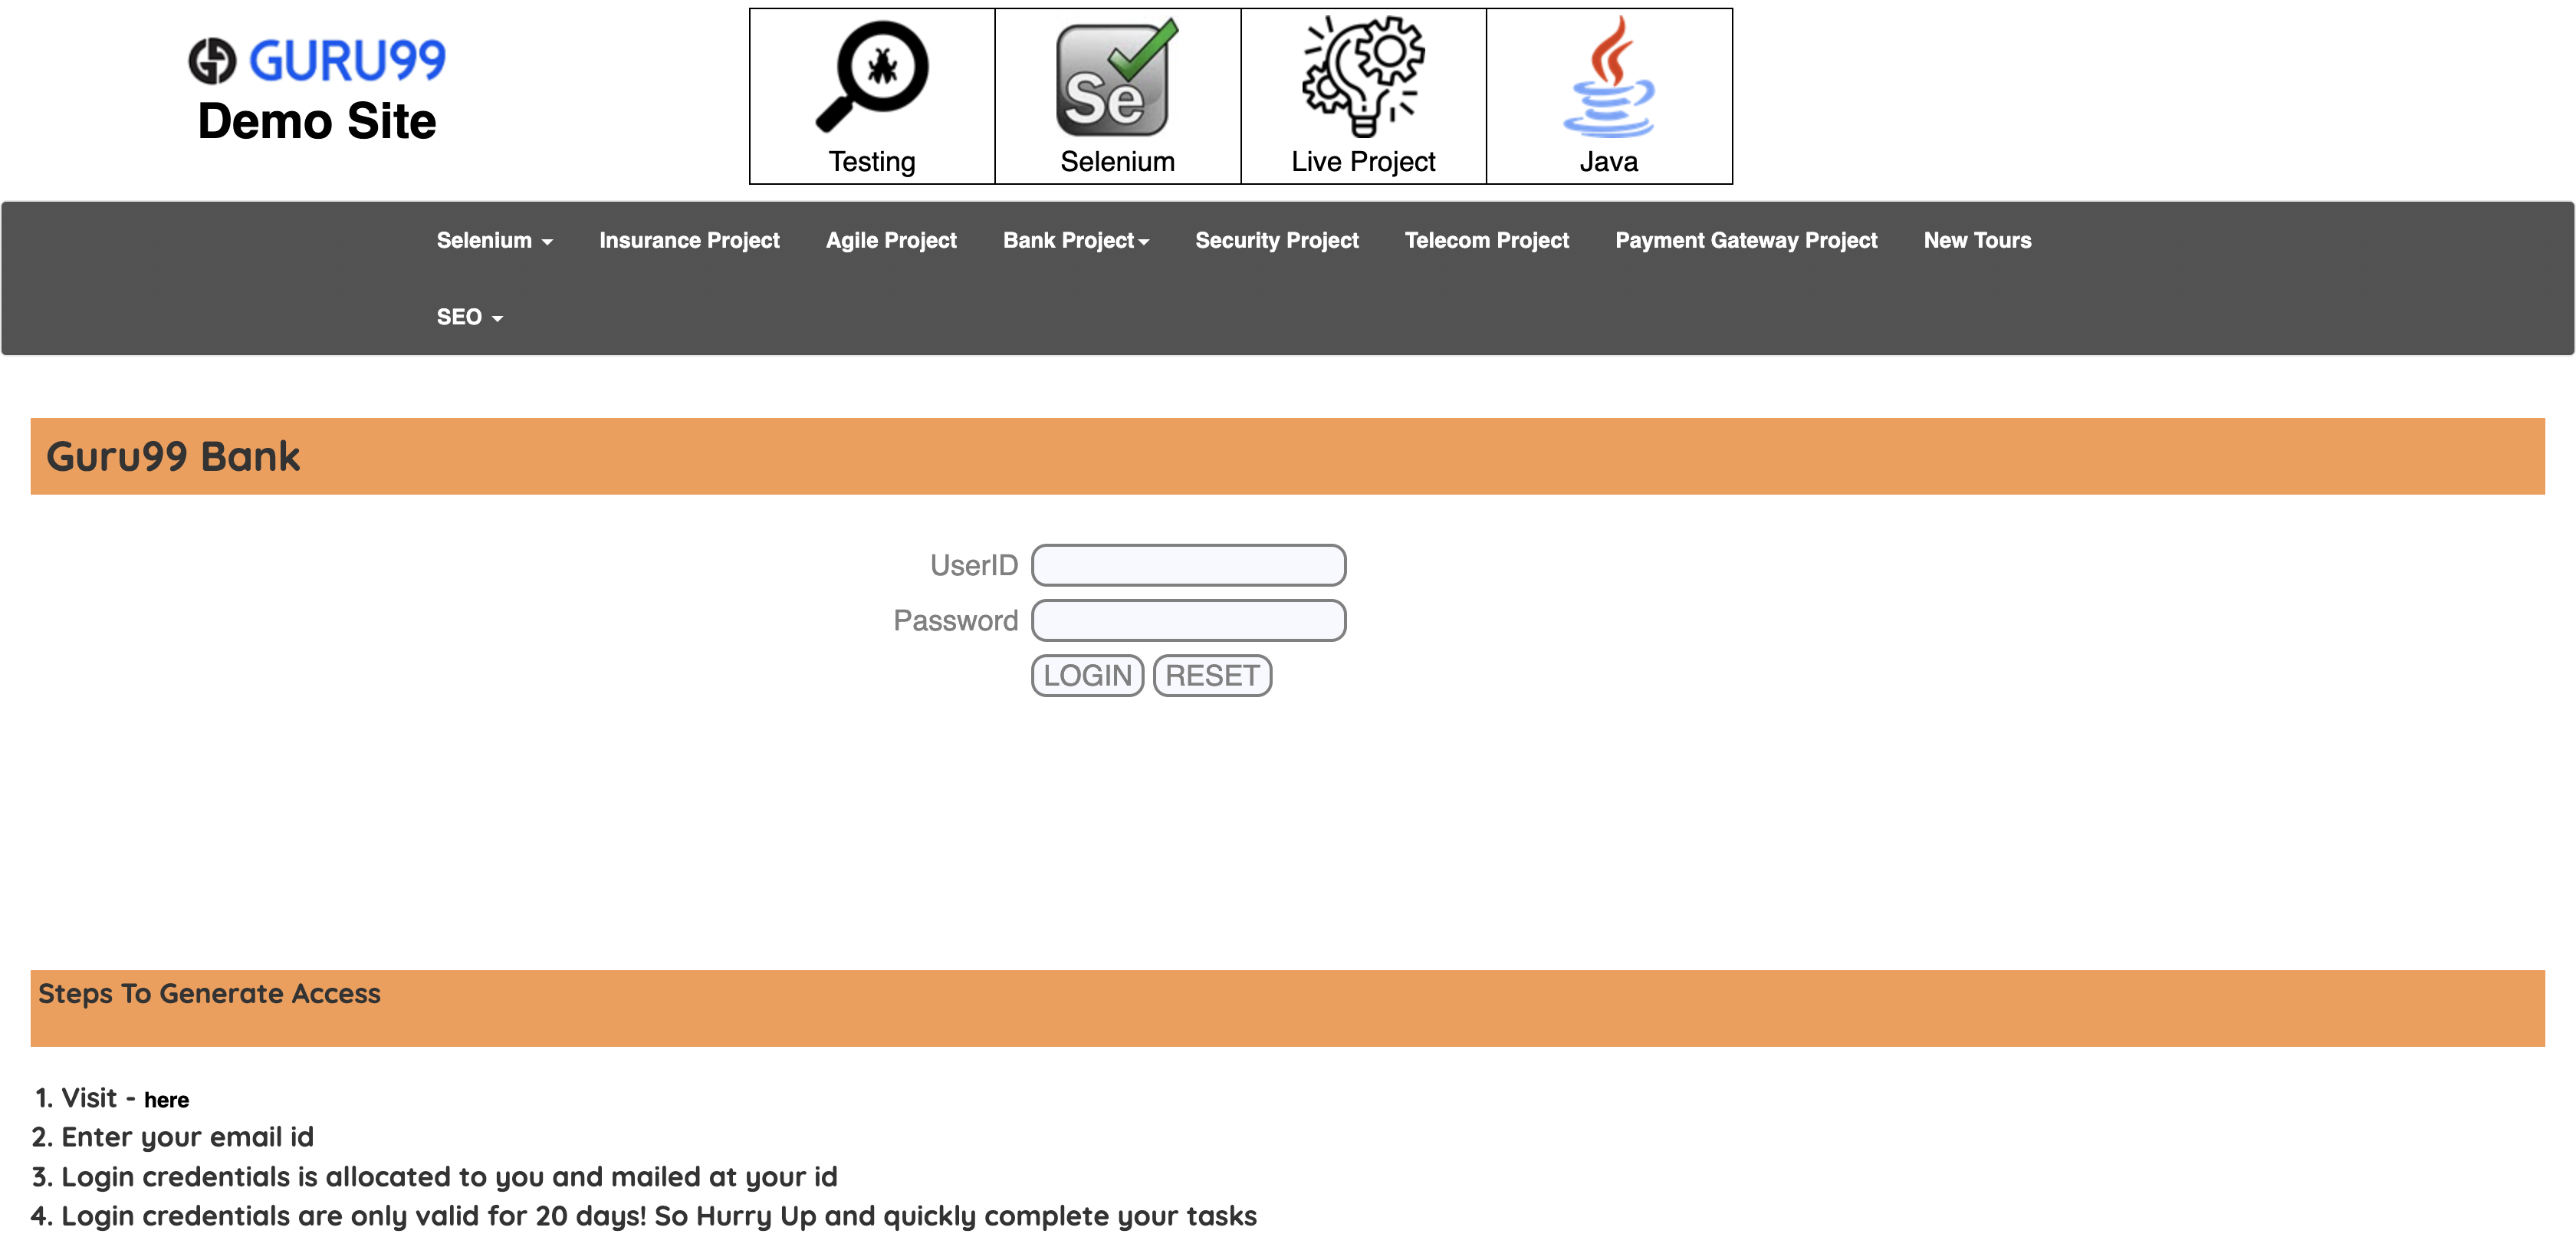 GURU99
Demo Site
Se
Testing
Selenium
Live Project
Java
Selenium
Insurance Project
Agile Project
Bank Project
Security Project
Telecom Project
Payment Gateway Project
New Tours
SEO
Guru99 Bank
UserID
Password
LOGIN
RESET
Steps To Generate Access
1. Visit - here
2. Enter your email id
3. Login credentials is allocated to you and mailed at your id
4. Login credentials are only valid for 20 days! So Hurry Up and quickly complete your tasks